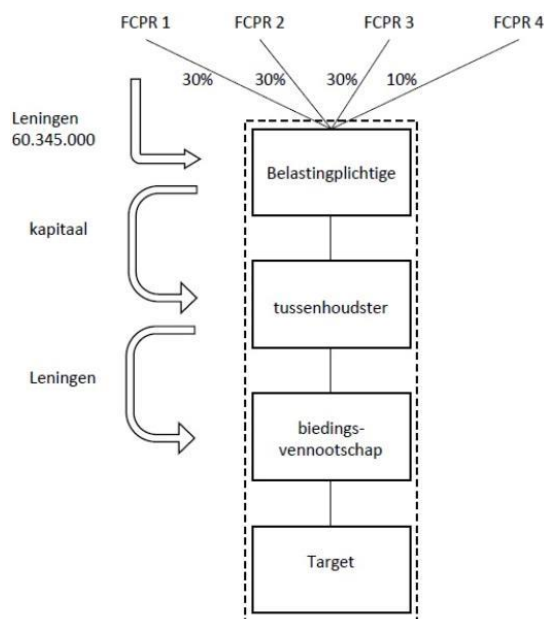 FCPR 1 FCPR 2 FCPR 3 FCPR 4
30% 30% 30% 10%
Leningen
60.345.000
Belastingplichtige
kapitaal
tussenhoudster
Leningen
biedings-
vennootschap
Target